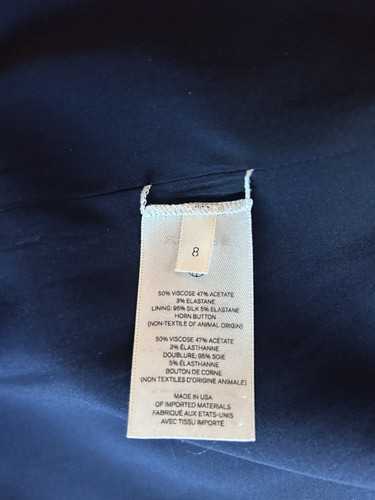 8
50% VISCOSE 47% ACETATE
3% ELASTANE
LINING: 95% SILK 5% ELASTANE
HORN BUTTON
(NON-TEXTILE OF ANIMAL ORIGIN)
50% VISCOSE 47% ACÉTATE
3% ÉLASTHANNE
DOUBLURE: 95% SOIE
5% ÉLASTHANNE
BOUTON DE CORNE
(NON TEXTILES D'ORIGINE ANIMALE)
MADE IN USA
OF IMPORTED MATERIALS
FABRIQUÉ AUX ETATS-UNIS
AVEC TISSU IMPORTÉ